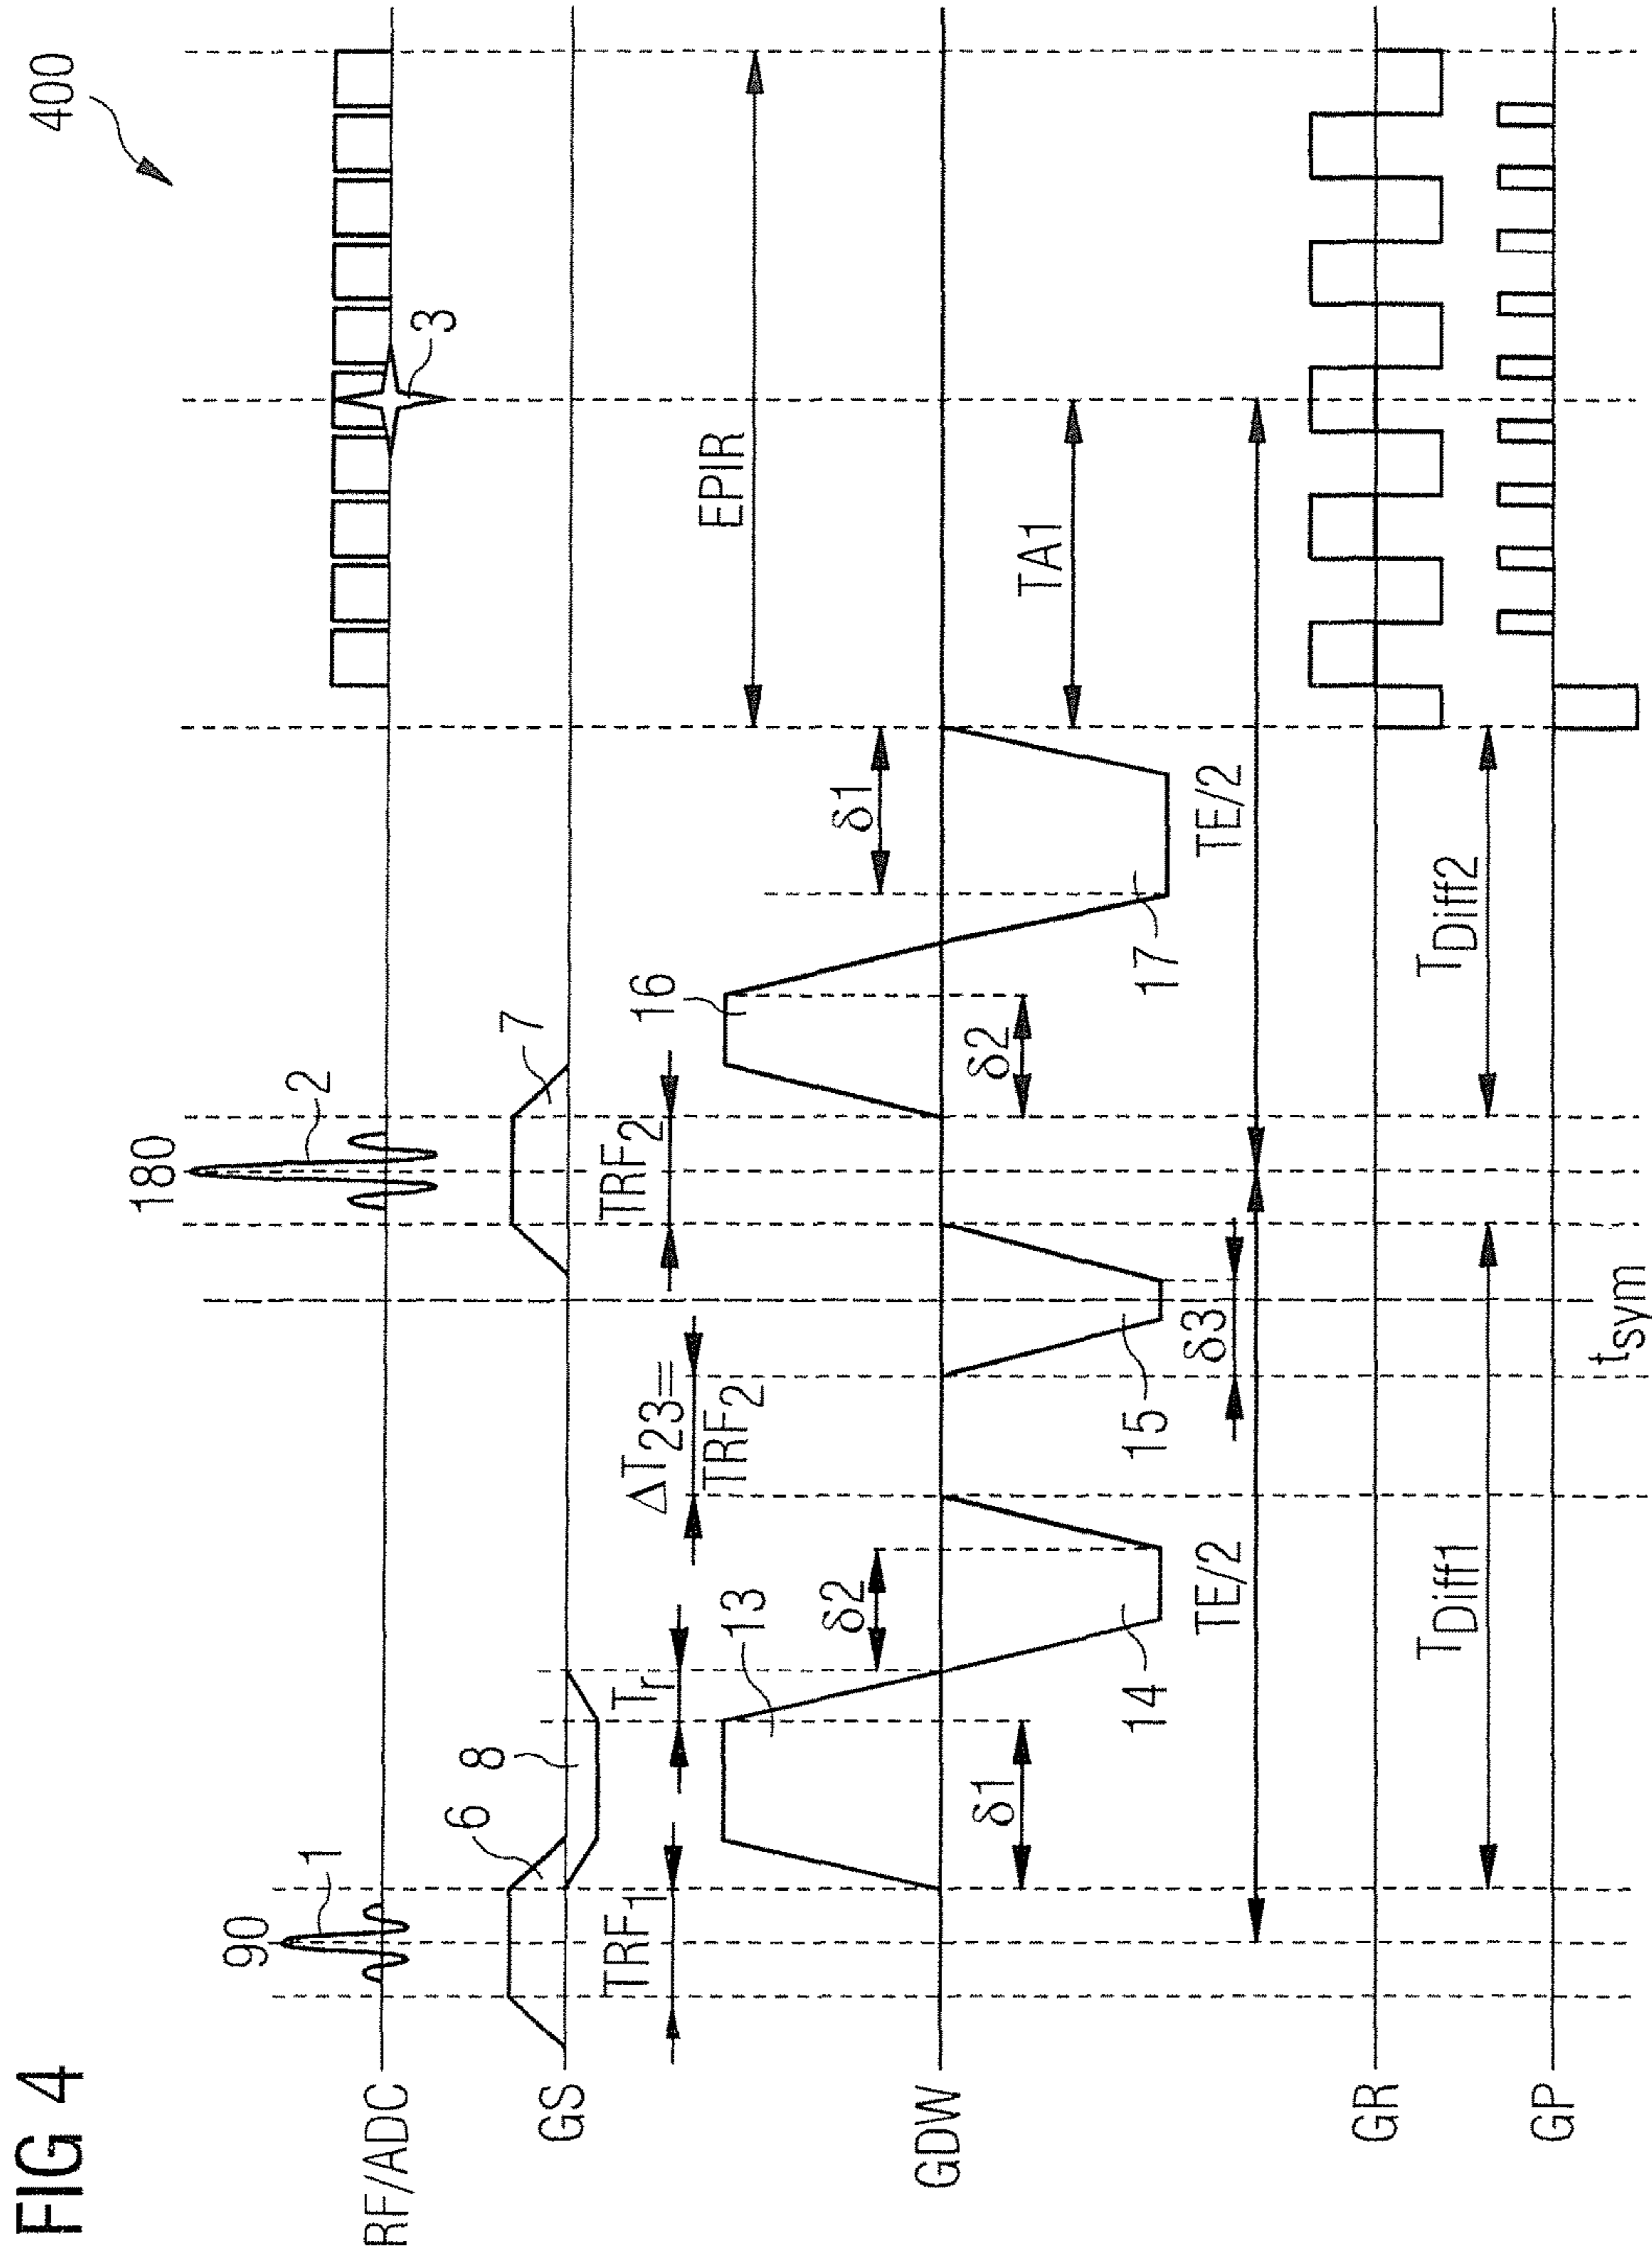 FIG 4
400
90
1
180
2
3
RF/ADC
6
8
7
GS
TRF1
Tr
ΔT23=
TRF2
TRF2
EPIR
13
16
δ2
δ1
GDW
δ1
δ2
TA1
14
15
17
TE/2
δ3
TE/2
GR
TDiff1
TDiff2
GP
tsym